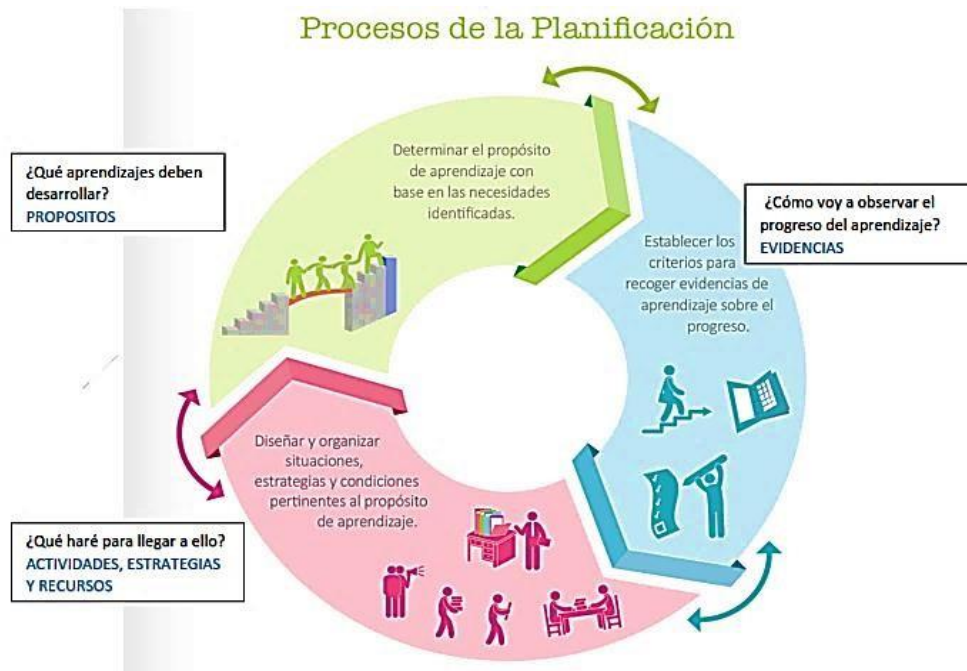 Procesos de la Planificación
Determinar el propósito
de aprendizaje con
base en las necesidades
identificadas.
¿Qué aprendizajes deben
desarrollar?
PROPOSITOS
¿Cómo voy a observar el
progreso del aprendizaje?
EVIDENCIAS
Establecer los
criterios para
recoger evidencias de
aprendizaje sobre el
progreso.
Diseñar y organizar
situaciones,
estrategias y condiciones
pertinentes al propósito
de aprendizaje.
¿Qué haré para llegar a ello?
ACTIVIDADES, ESTRATEGIAS
Y RECURSOS